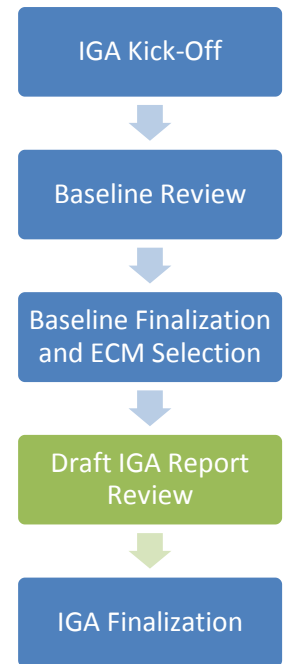 IGA Kick-Off
Baseline Review
Baseline Finalization
and ECM Selection
Draft IGA Report
Review
IGA Finalization